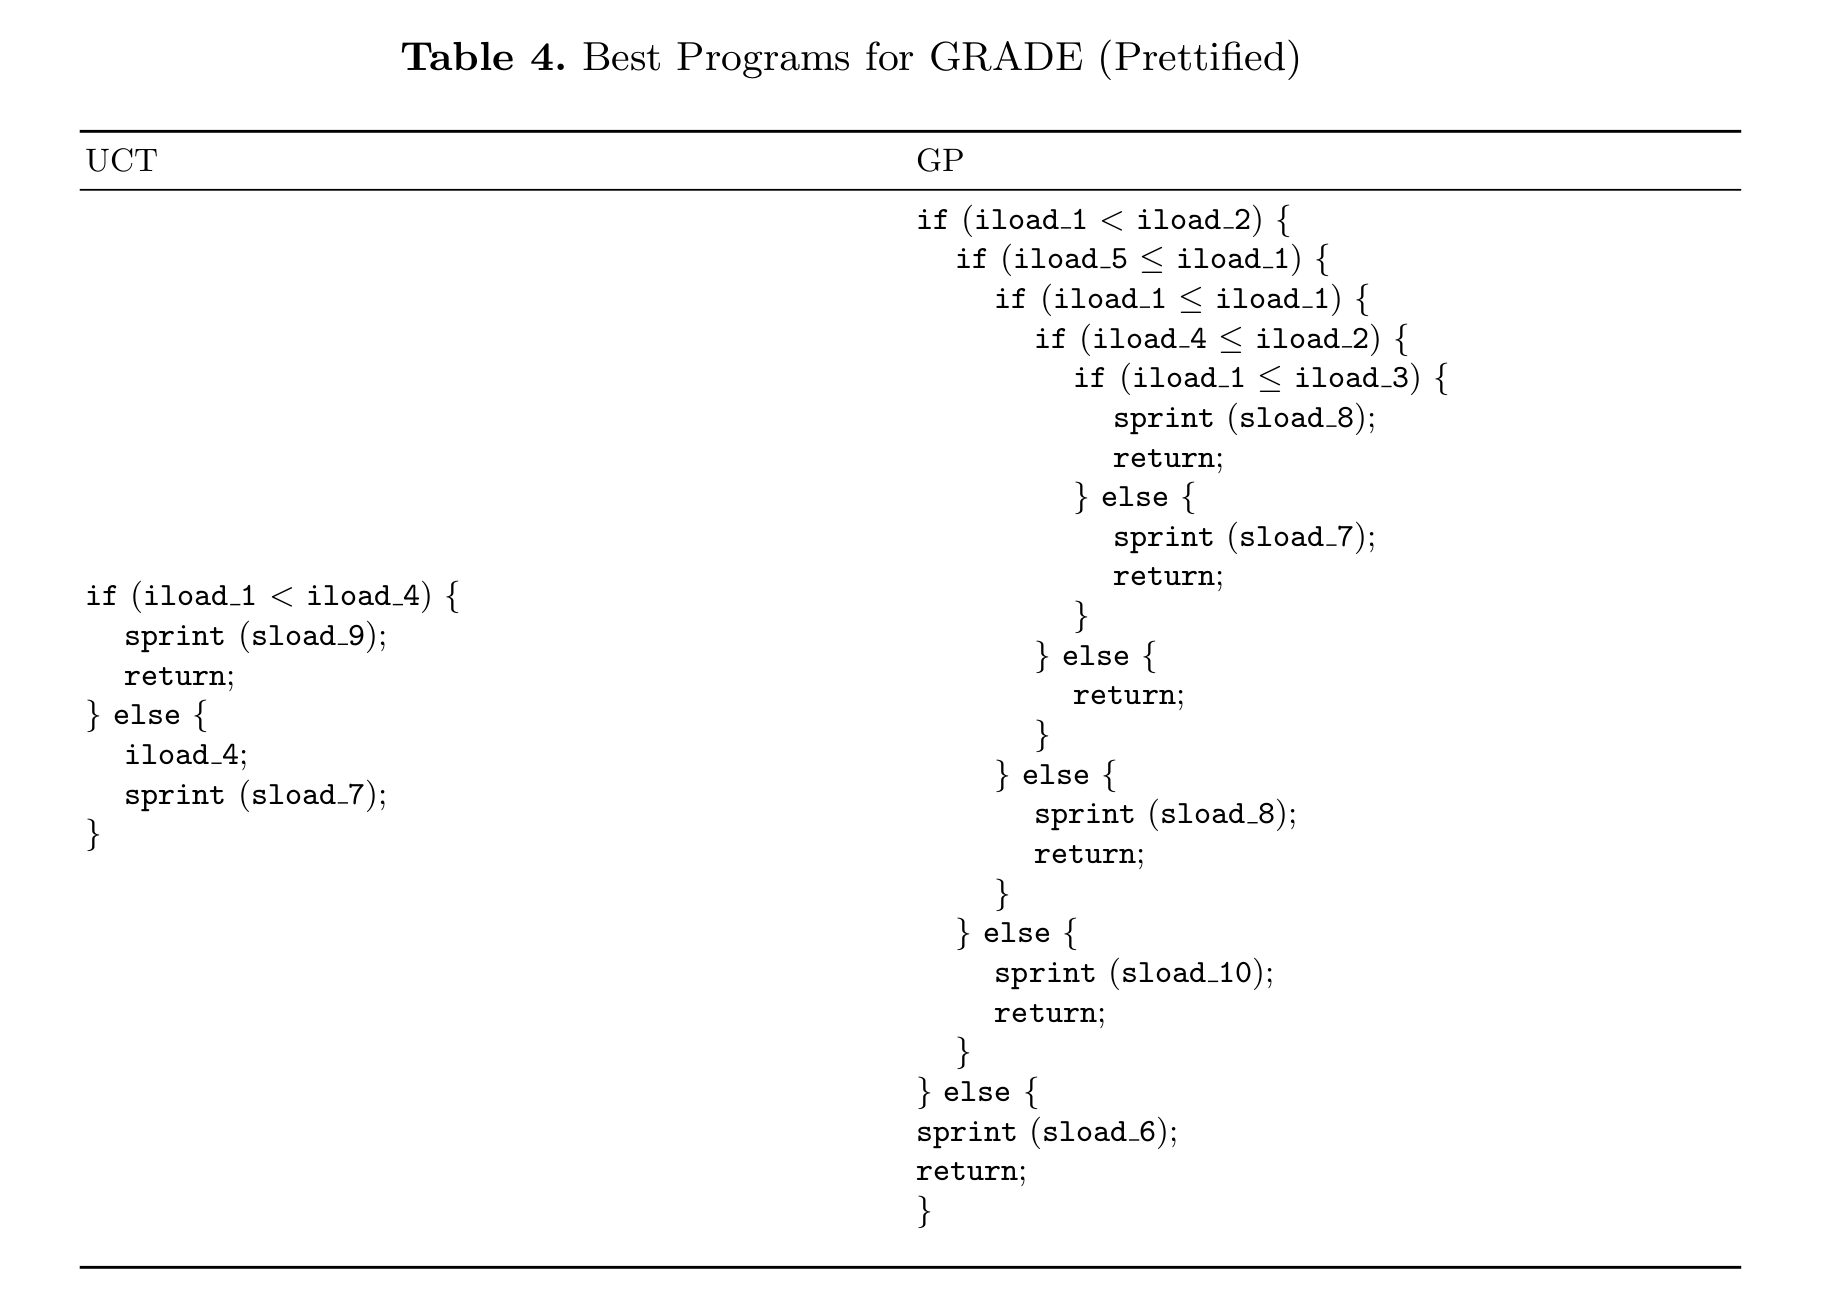 Table 4. Best Programs for GRADE (Prettified)
UCT
GP
if (iload_1 < iload_4) {
sprint (sload_9);
return;
} else {
iload_4;
sprint (sload_7);
}
if (iload_1 < iload_2) {
if (iload_5 ≤ iload_1) {
if (iload_1 ≤ iload_1) {
if (iload_4 ≤ iload_2) {
if (iload_1 ≤ iload_3) {
sprint (sload_8);
return;
} else {
sprint (sload_7);
return;
}
} else {
return;
}
} else {
sprint (sload_8);
return;
}
} else {
sprint (sload_10);
return;
}
} else {
sprint (sload_6);
return;
}